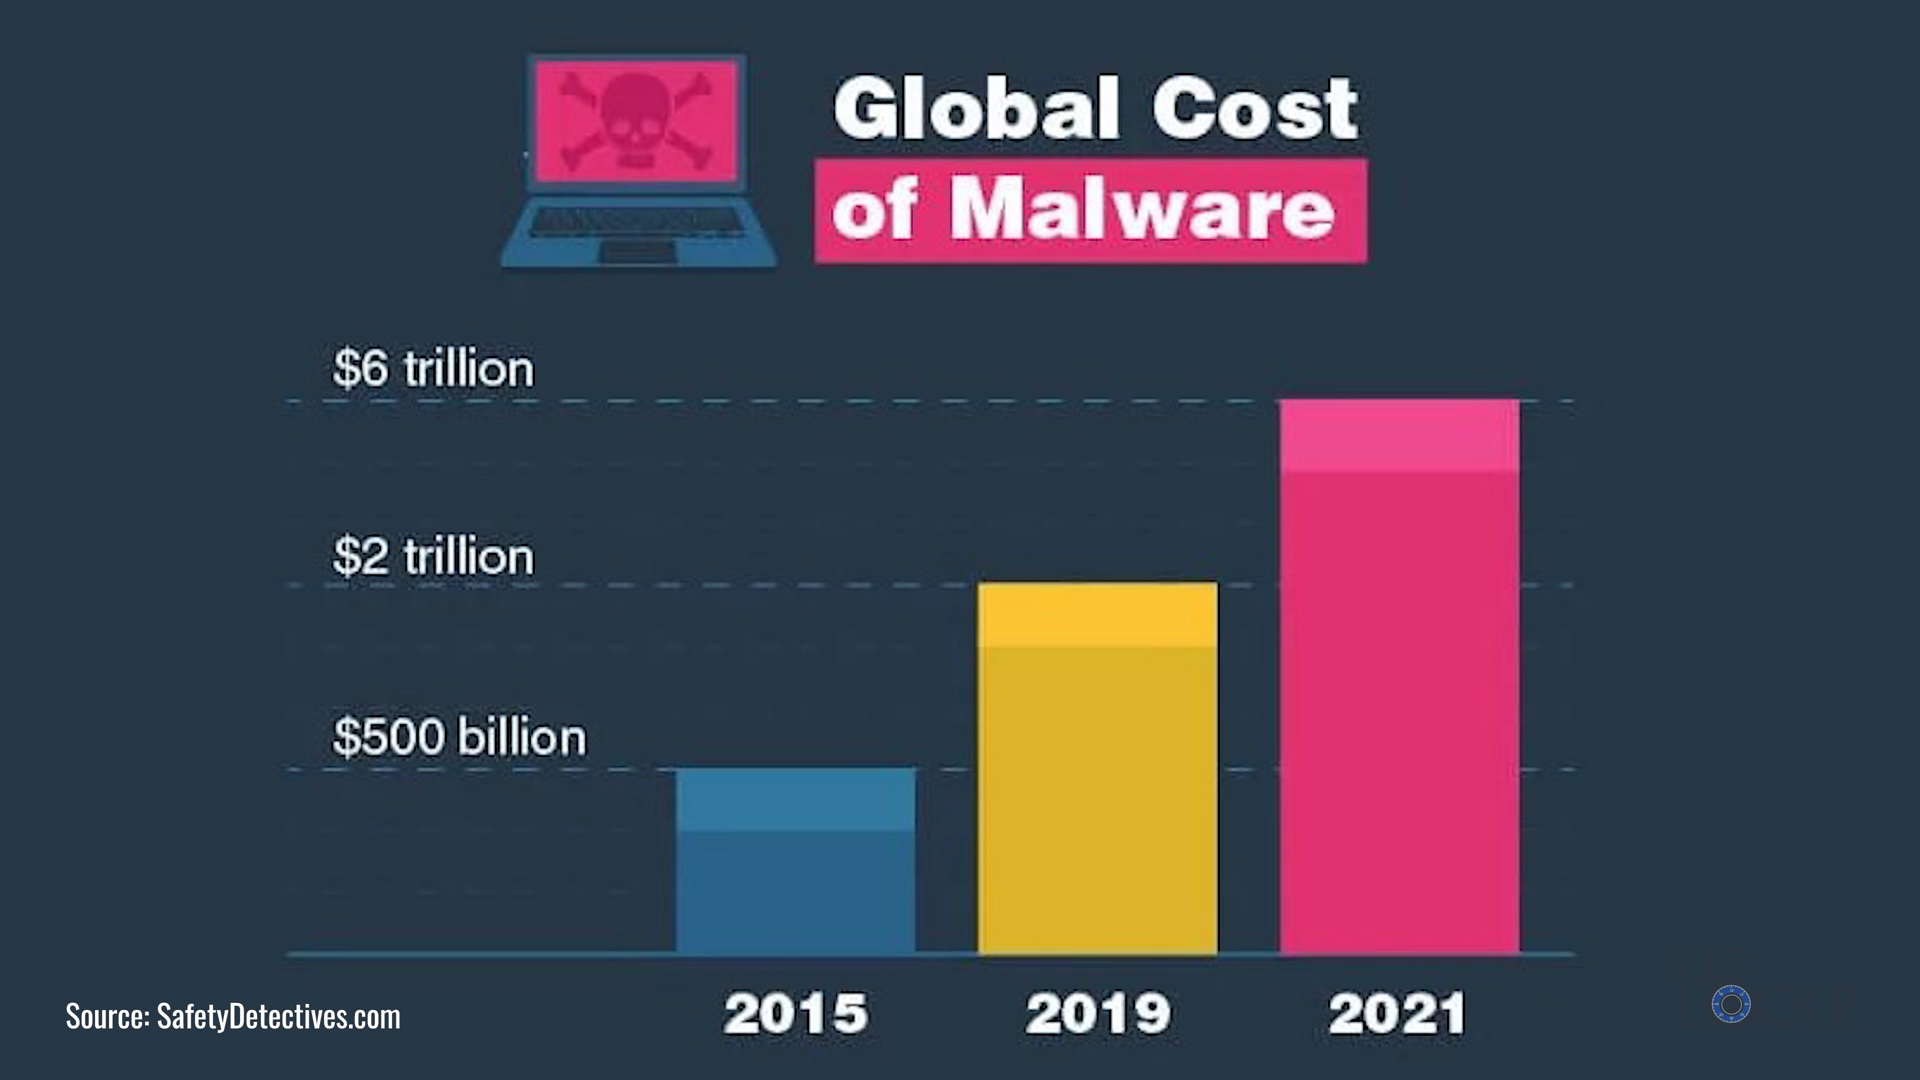 Global Cost
of Malware
$6 trillion
$2 trillion
$500 billion
2015 2019 2021
Source: SafetyDetectives.com